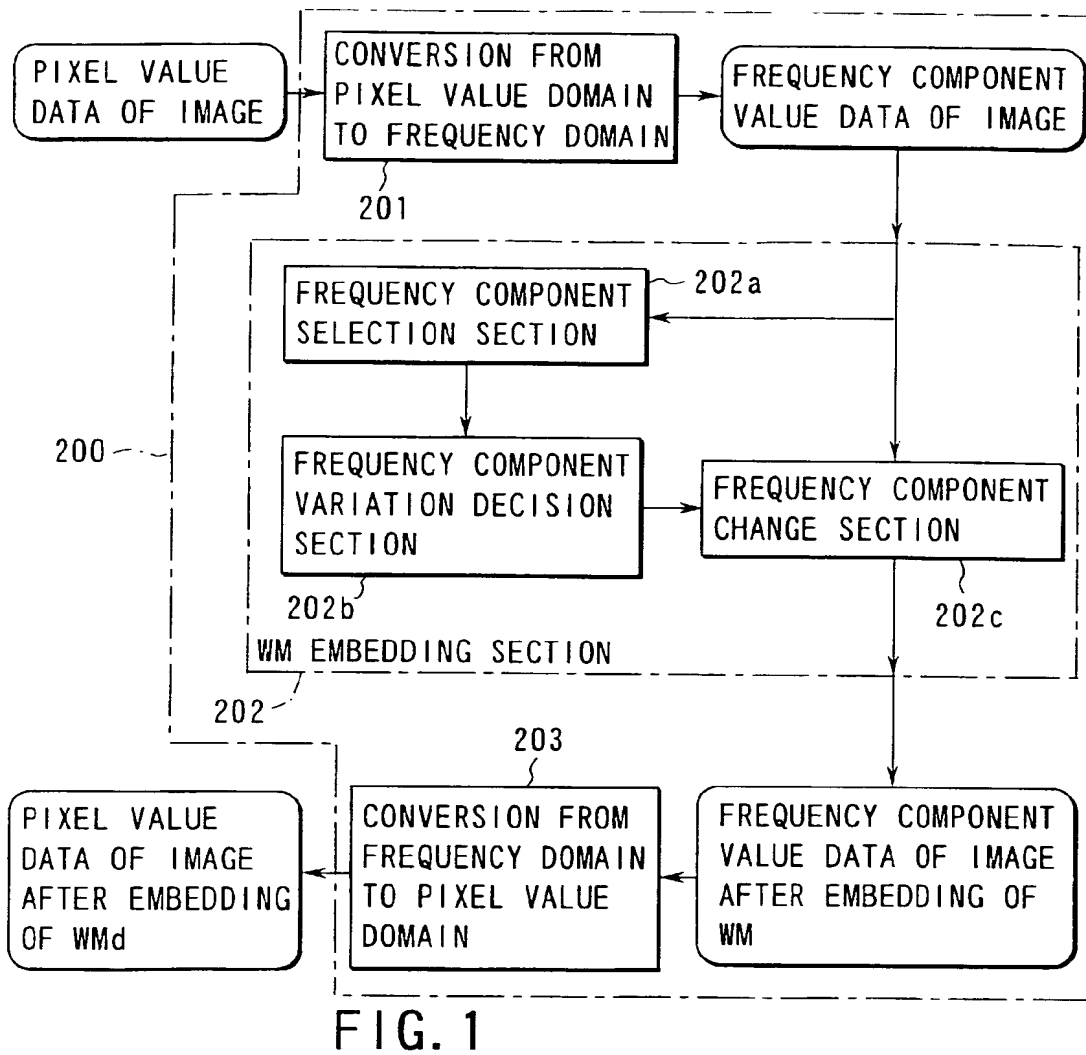 PIXEL VALUE
DATA OF IMAGE
CONVERSION FROM
PIXEL VALUE DOMAIN
TO FREQUENCY DOMAIN
201
FREQUENCY COMPONENT
VALUE DATA OF IMAGE
FREQUENCY COMPONENT
SELECTION SECTION
202a
200
FREQUENCY COMPONENT
VARIATION DECISION
SECTION
202b
FREQUENCY COMPONENT
CHANGE SECTION
202c
WM EMBEDDING SECTION
202
203
PIXEL VALUE
DATA OF IMAGE
AFTER EMBEDDING
OF WMd
CONVERSION FROM
FREQUENCY DOMAIN
TO PIXEL VALUE
DOMAIN
FREQUENCY COMPONENT
VALUE DATA OF IMAGE
AFTER EMBEDDING OF
WM
FIG. 1